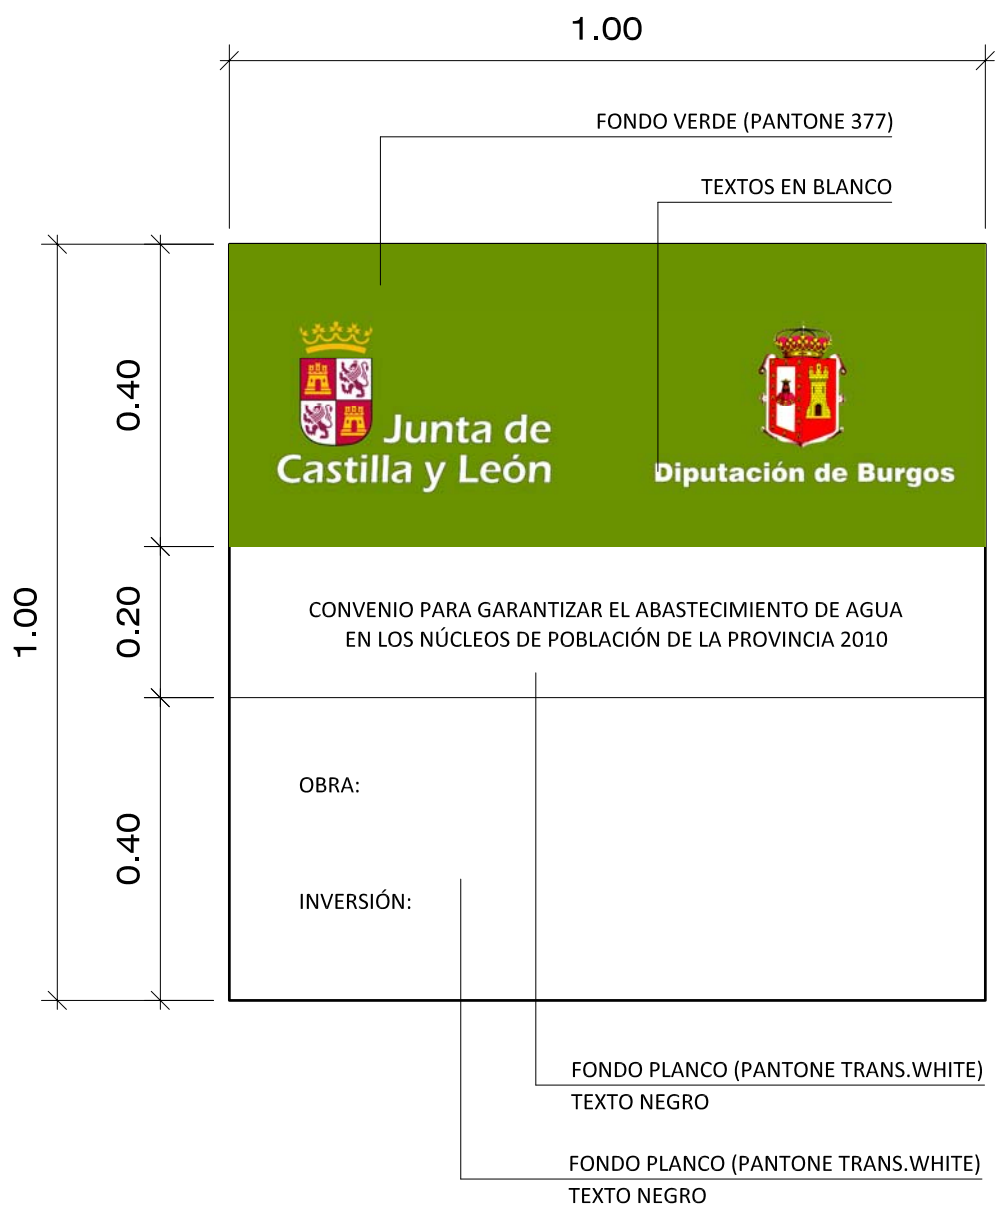 1.00
FONDO VERDE (PANTONE 377)
TEXTOS EN BLANCO
0.40
Junta de
Castilla y León
Diputación de Burgos
1.00
0.20
CONVENIO PARA GARANTIZAR EL ABASTECIMIENTO DE AGUA
EN LOS NÚCLEOS DE POBLACIÓN DE LA PROVINCIA 2010
0.40
OBRA:
INVERSIÓN:
FONDO PLANCO (PANTONE TRANS.WHITE)
TEXTO NEGRO
FONDO PLANCO (PANTONE TRANS.WHITE)
TEXTO NEGRO